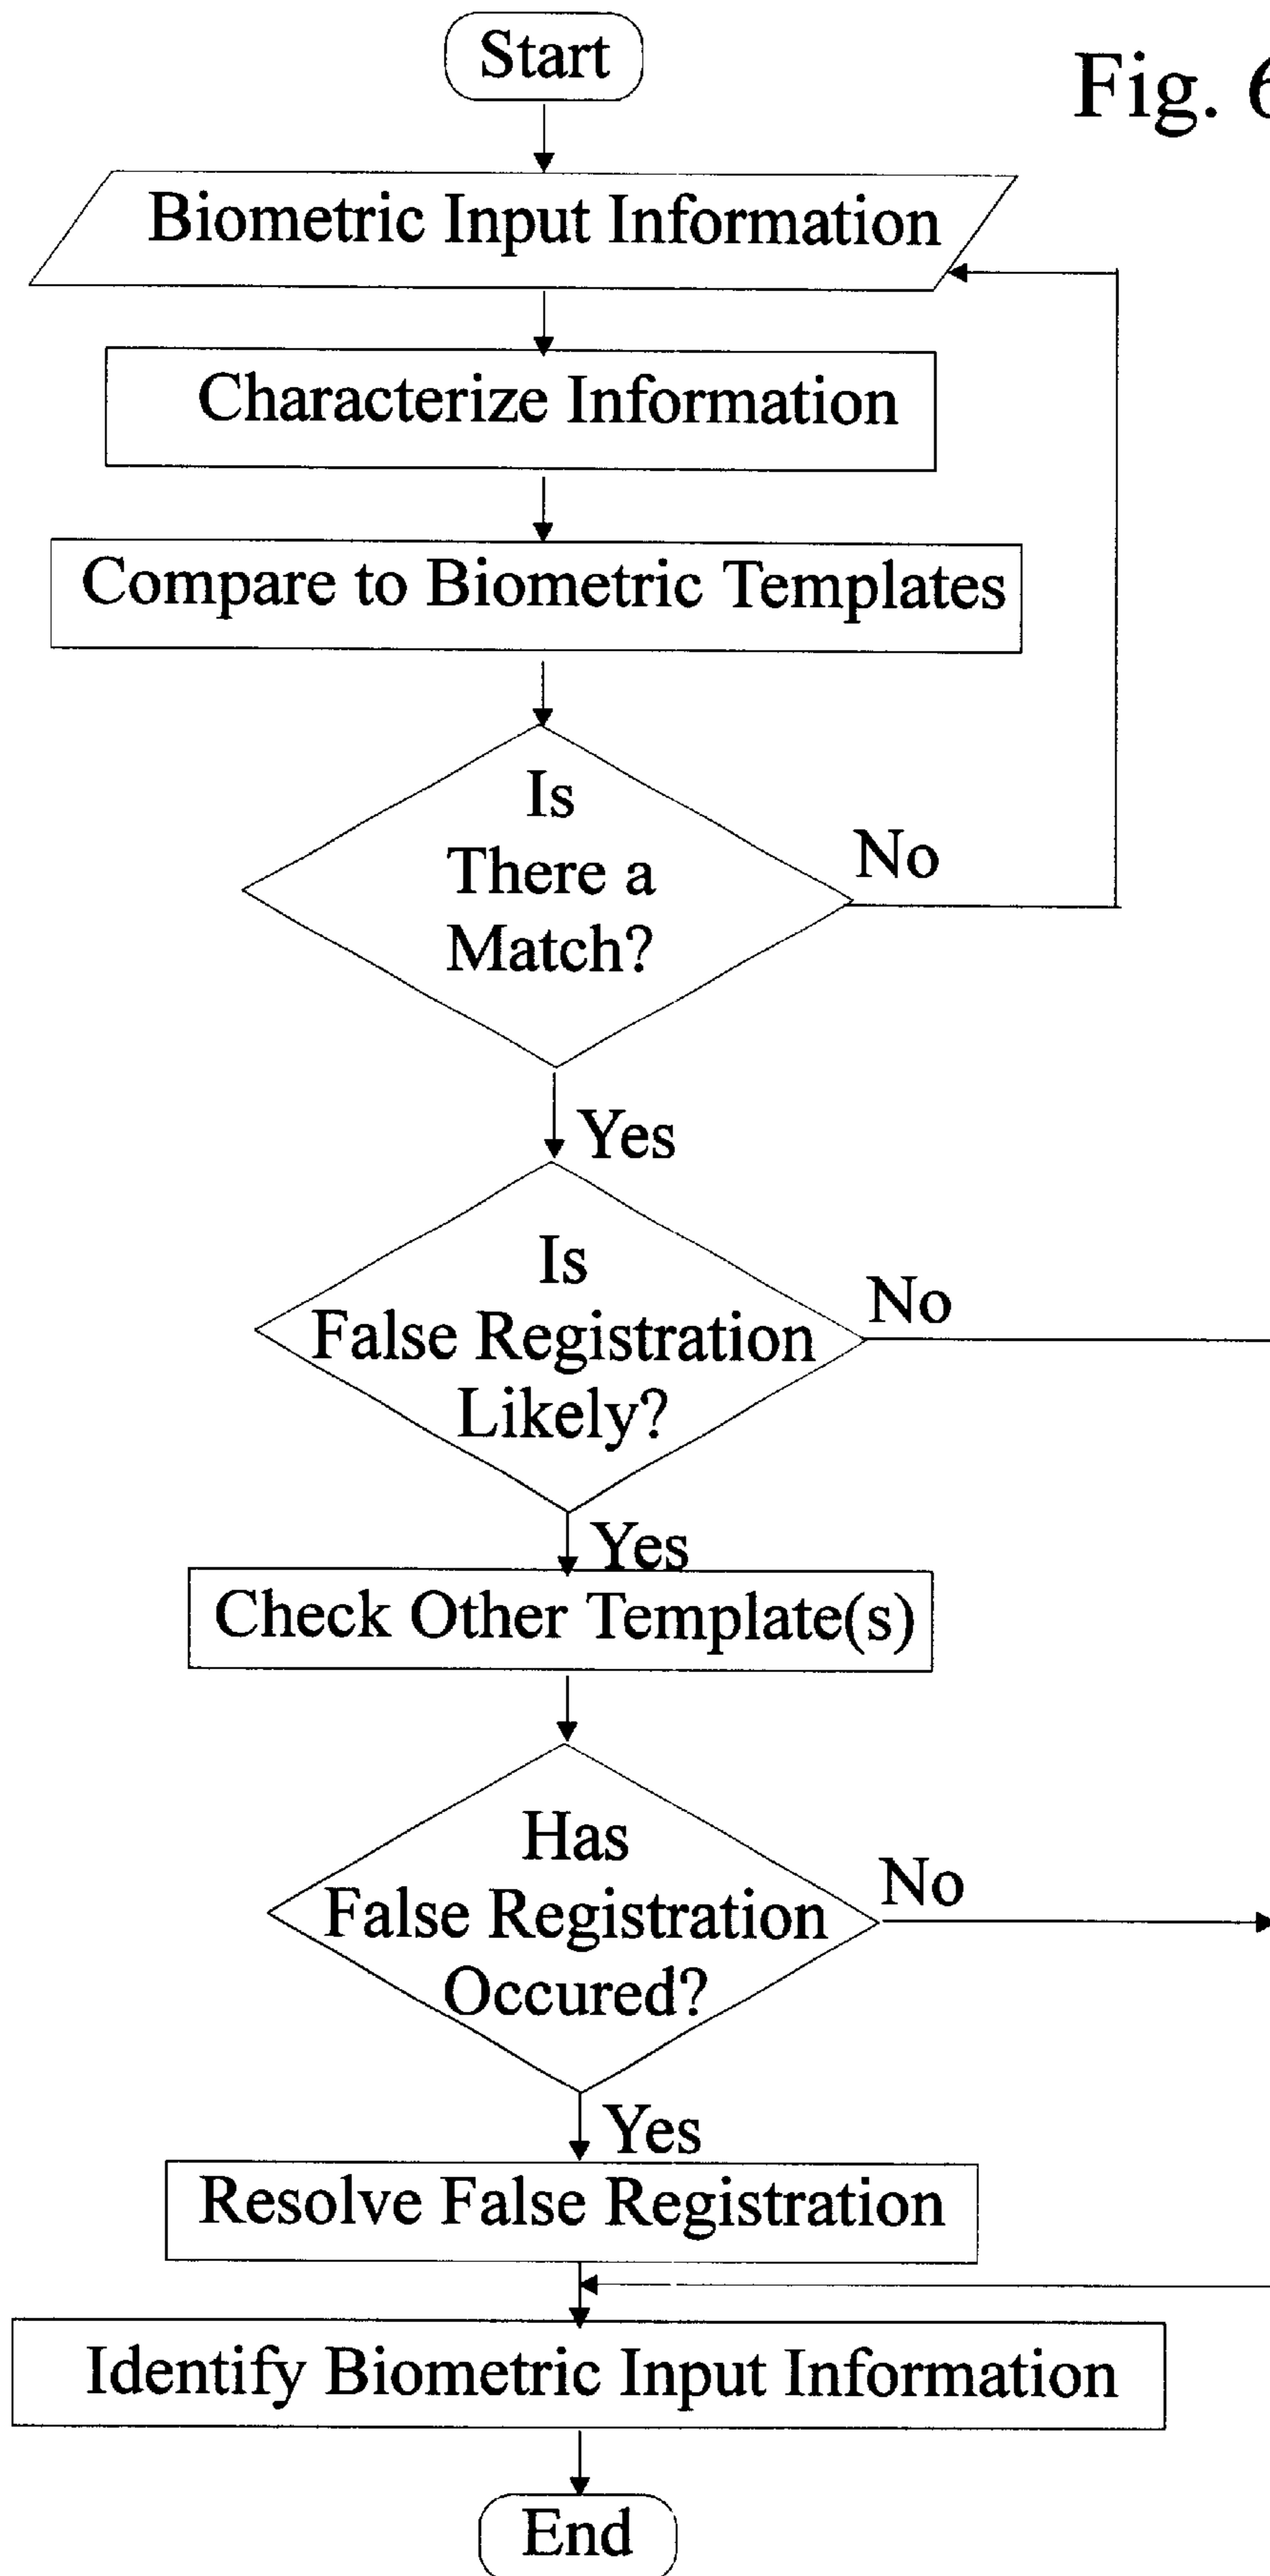 Start
Fig. 6
Biometric Input Information
Characterize Information
Compare to Biometric Templates
Is
There a
Match?
No
Yes
Is
False Registration
Likely?
No
Yes
Check Other Template(s)
Has
False Registration
Occured?
No
Yes
Resolve False Registration
Identify Biometric Input Information
End